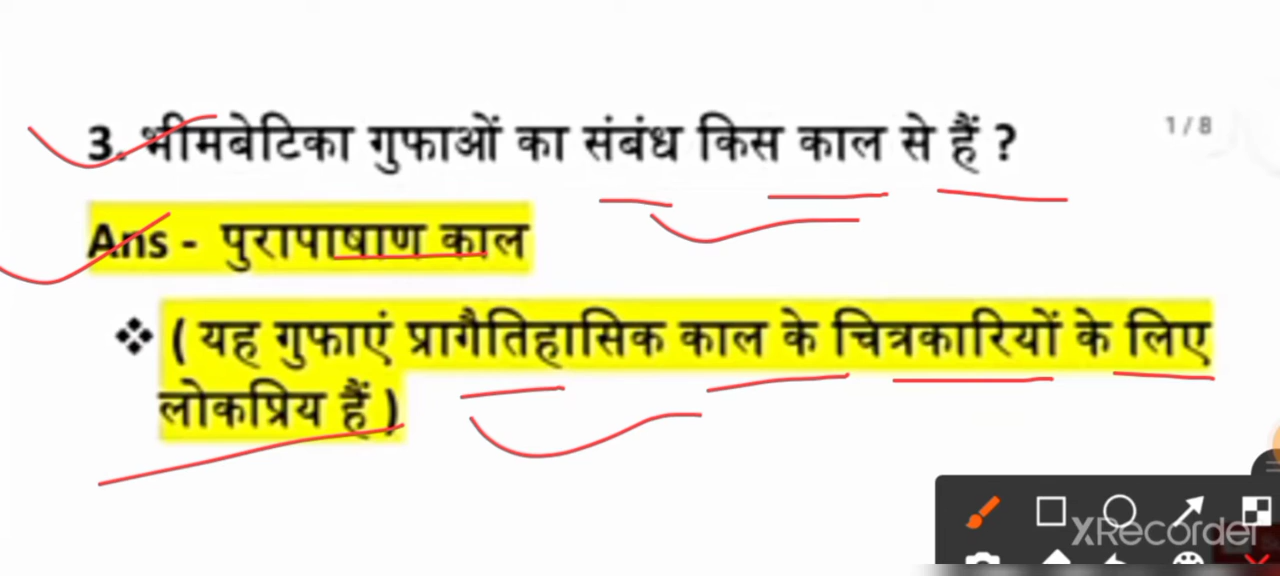 3. भीमबेटिका गुफाओं का संबंध किस काल से हैं ?
1 / 8
Ans - पुरापाषाण काल
❖ ( यह गुफाएं प्रागैतिहासिक काल के चित्रकारियों के लिए
लोकप्रिय हैं )
XRecorder